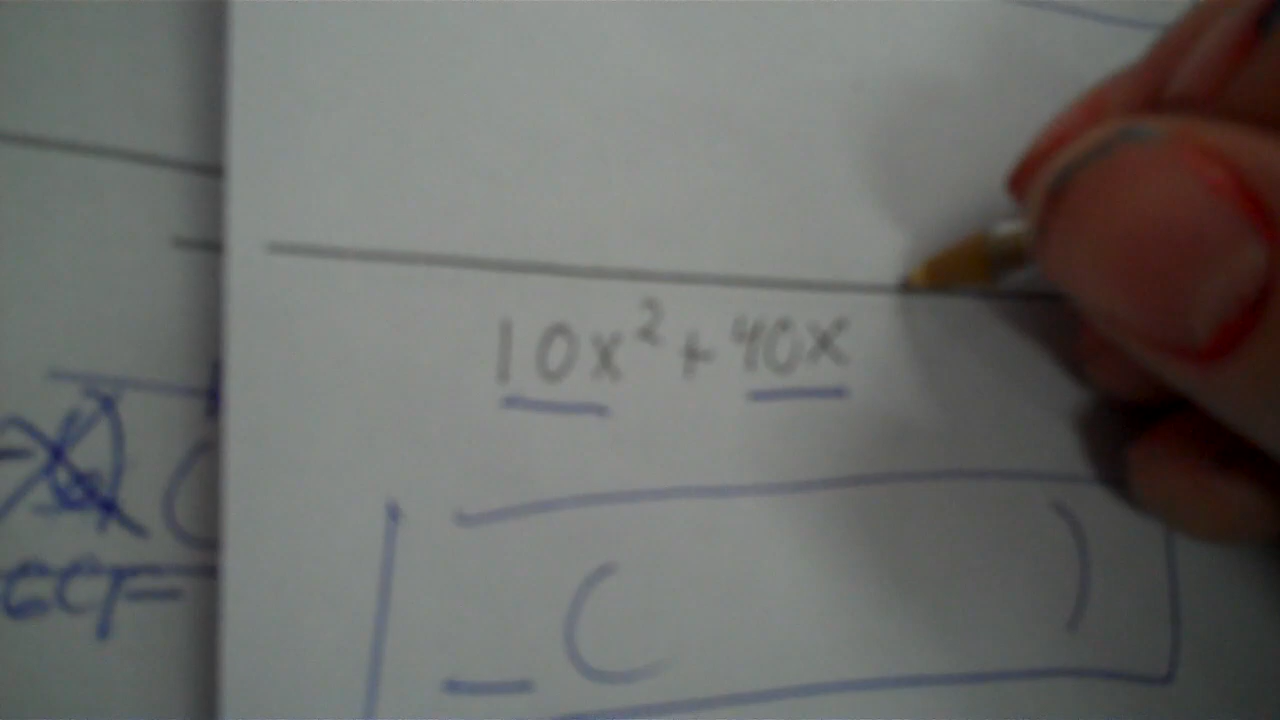 10x² + 40x
_ ( )
GCF=